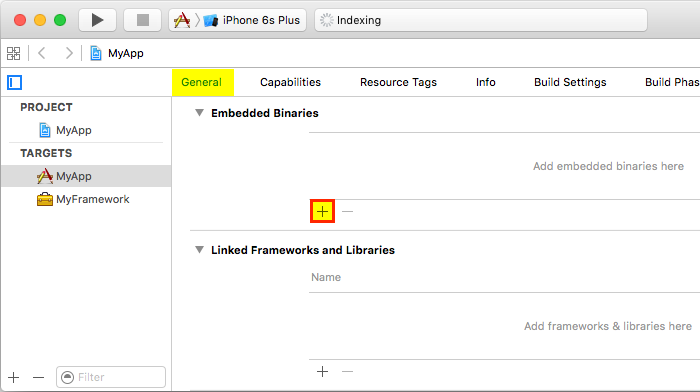 iPhone 6s Plus
Indexing
MyApp
General Capabilities Resource Tags Info Build Settings Build Phas
PROJECT
MyApp
TARGETS
MyApp
MyFramework
Filter
Embedded Binaries
Add embedded binaries here
Linked Frameworks and Libraries
Name
Add frameworks & libraries here